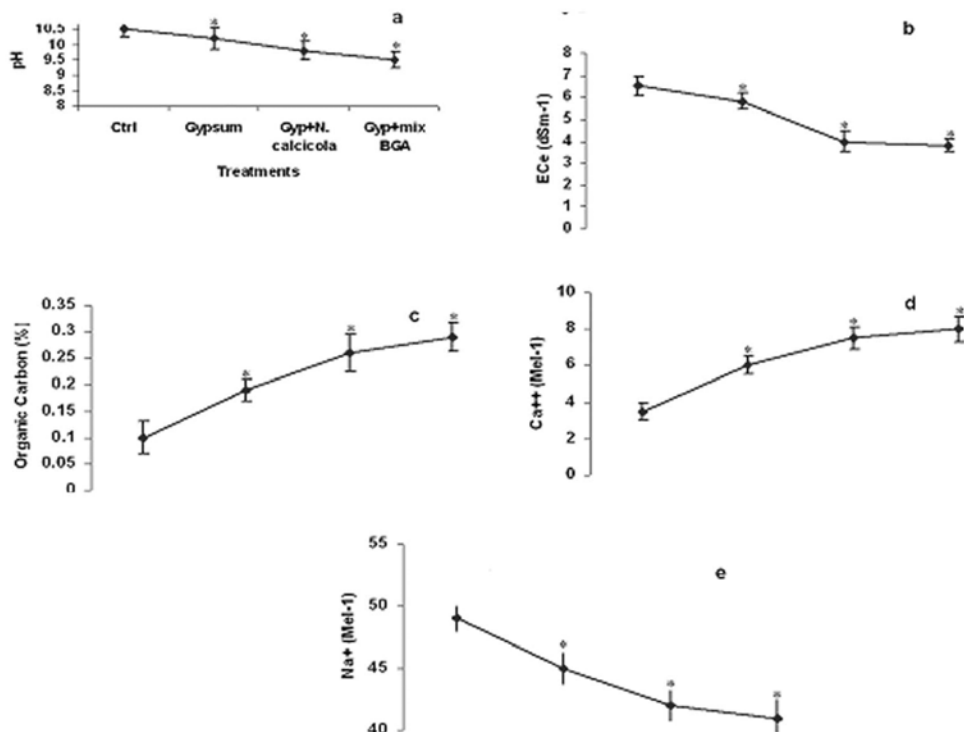 a
10.5
10
9.5
9
8.5
8
pH
Ctrl Gypsum Gyp+N. calcicola Gyp+mix BGA
Treatments
b
8
7
6
5
4
3
2
1
0
ECe (dSm-1)
c
0.35
0.3
0.25
0.2
0.15
0.1
0.05
0
Organic Carbon (%)
d
10
8
6
4
2
0
Ca++ (Mel-1)
e
55
50
45
40
Na+ (Mel-1)